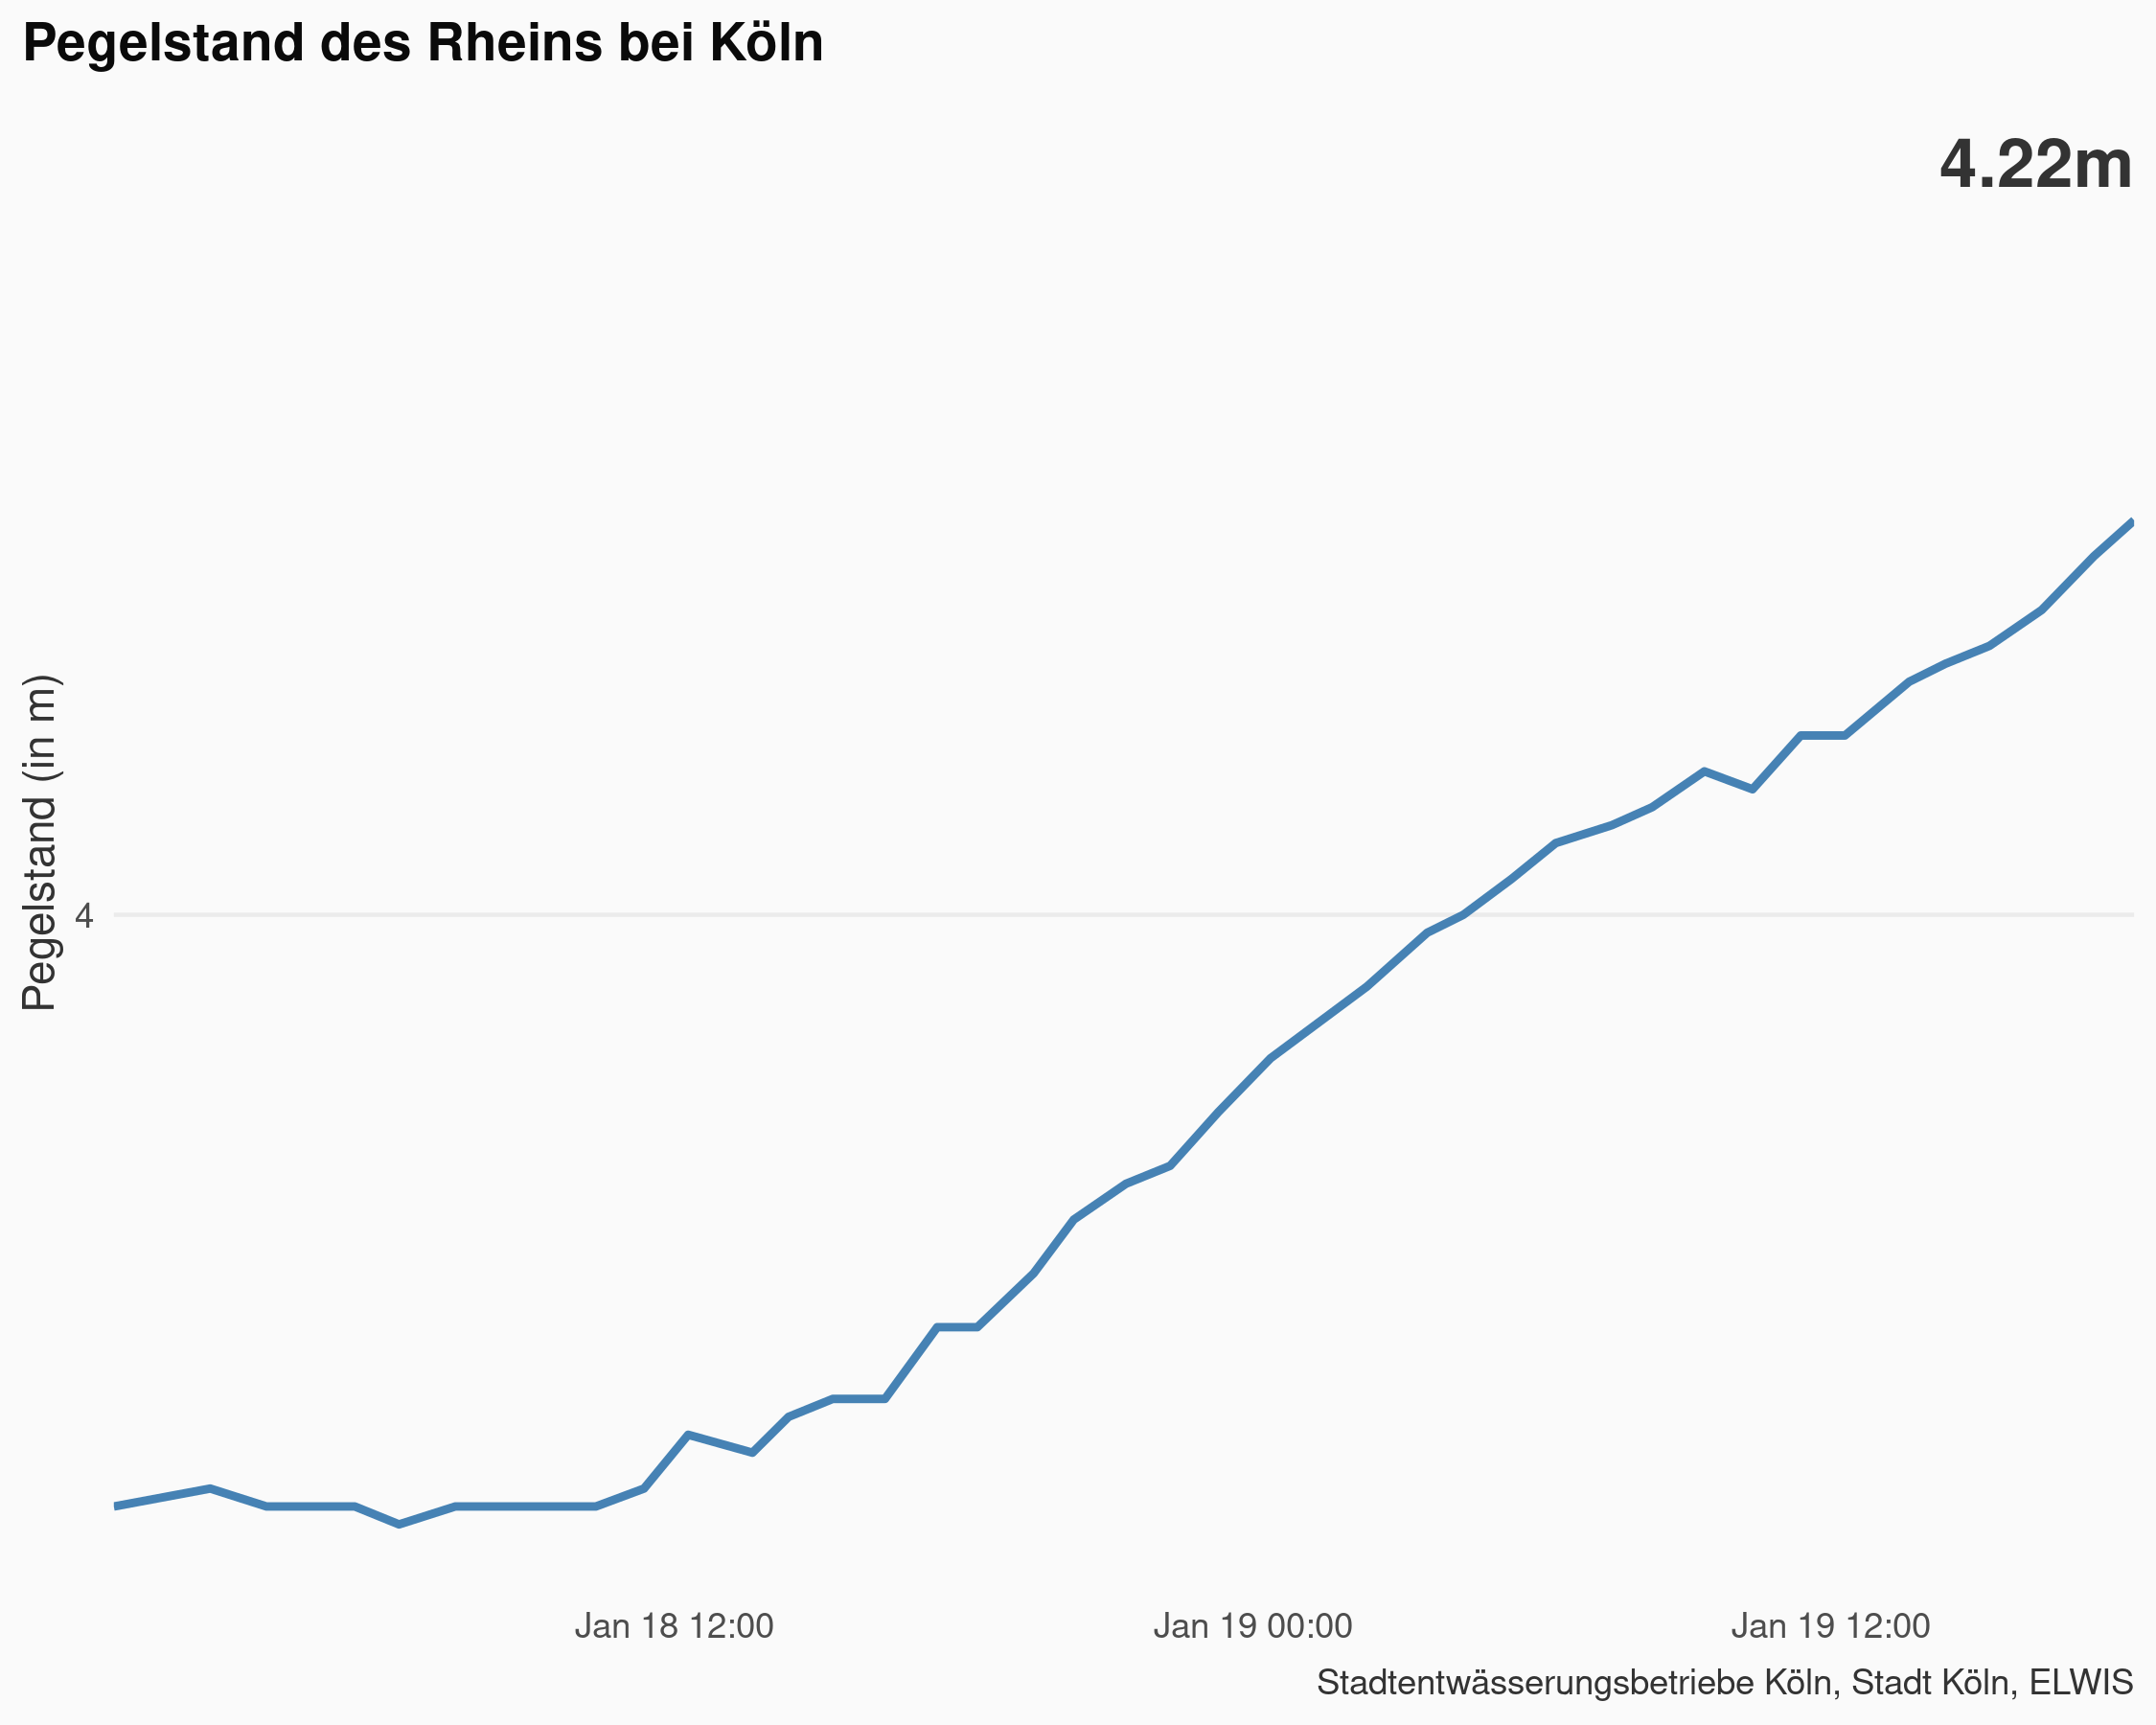 Pegelstand des Rheins bei Köln
4.22m
Pegelstand (in m)
4
Jan 18 12:00
Jan 19 00:00
Jan 19 12:00
Stadtentwässerungsbetriebe Köln, Stadt Köln, ELWIS